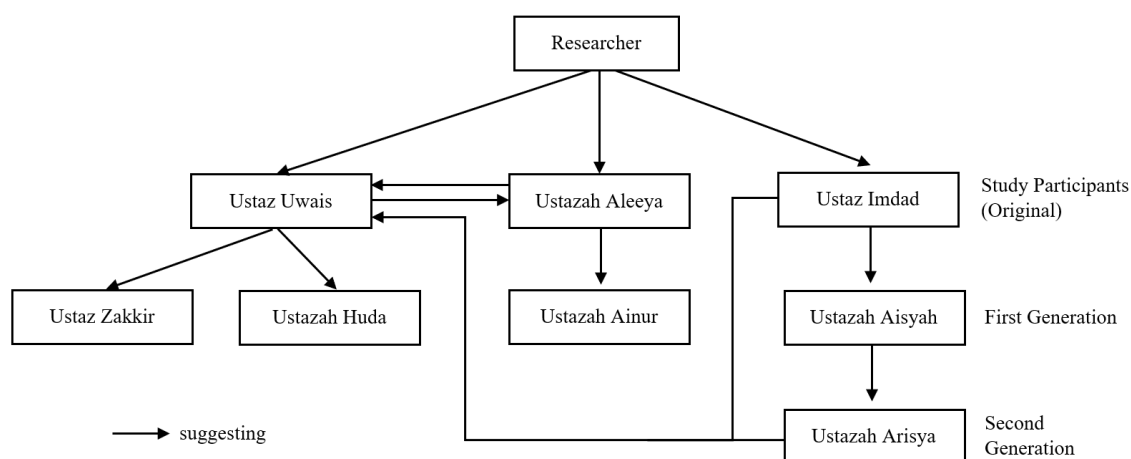 Researcher
Ustaz Uwais
Ustazah Aleeya
Ustaz Imdad
Study Participants
(Original)
Ustaz Zakkir
Ustazah Huda
Ustazah Ainur
Ustazah Aisyah
First Generation
suggesting
Ustazah Arisya
Second
Generation